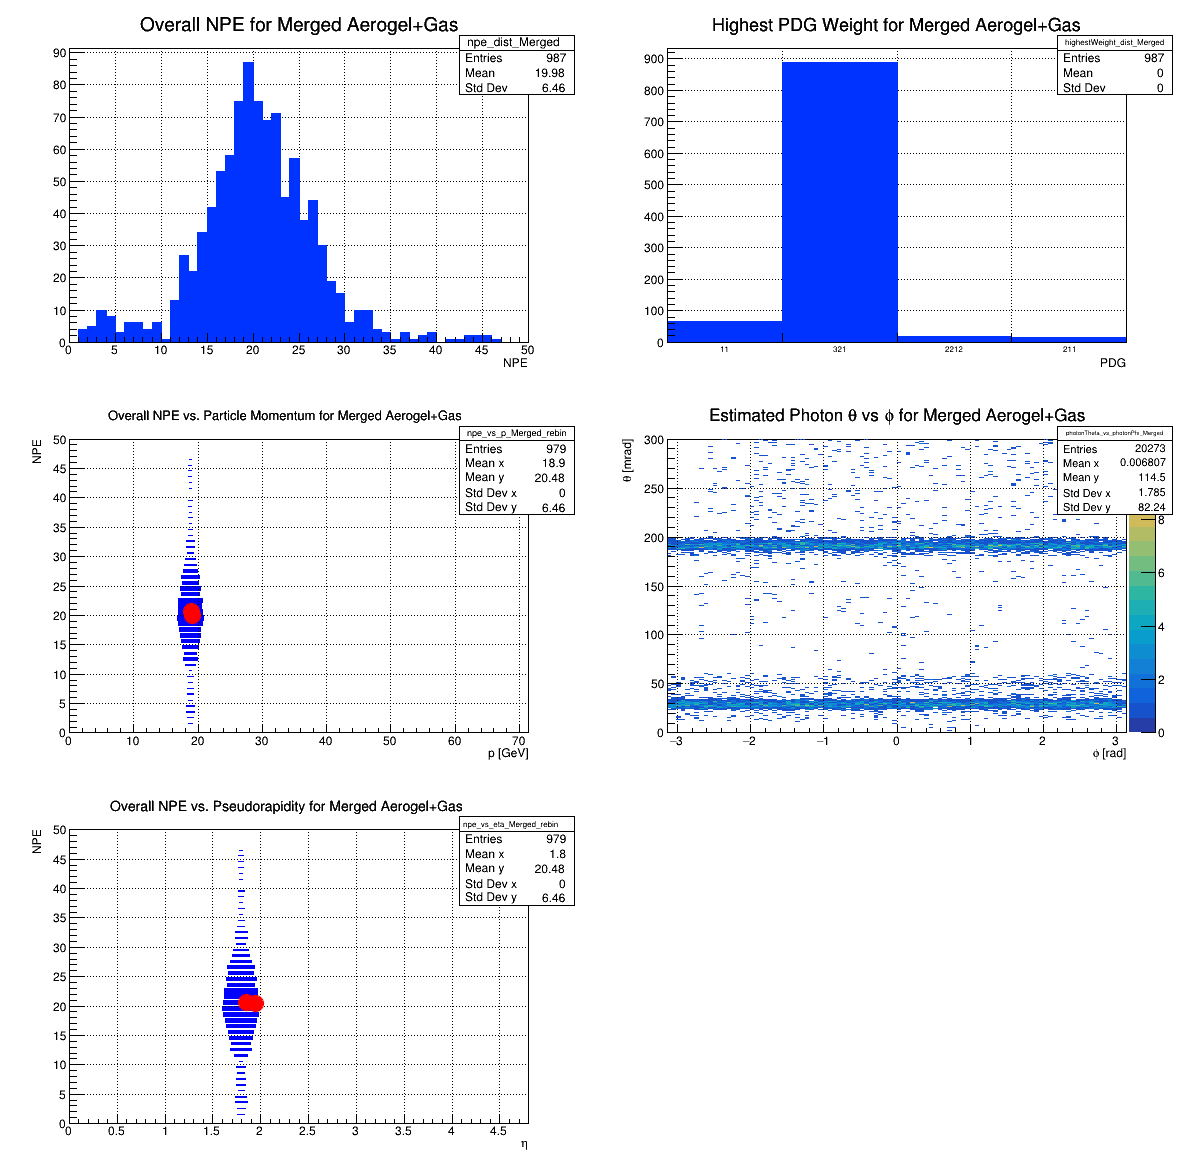 Overall NPE for Merged Aerogel+Gas
npe_dist_Merged
Entries 987
Mean 19.98
Std Dev 6.46
90
80
70
60
50
40
30
20
10
0
0 5 10 15 20 25 30 35 40 45 50
NPE
Highest PDG Weight for Merged Aerogel+Gas
highestWeight_dist_Merged
Entries 987
Mean 0
Std Dev 0
900
800
700
600
500
400
300
200
100
0
11 321 2212 211
PDG
Overall NPE vs. Particle Momentum for Merged Aerogel+Gas
npe_vs_p_Merged_rebin
Entries 979
Mean x 18.9
Mean y 20.48
Std Dev x 0
Std Dev y 6.46
NPE
50
45
40
35
30
25
20
15
10
5
0
0 10 20 30 40 50 60 70
p [GeV]
Estimated Photon θ vs ϕ for Merged Aerogel+Gas
photonTheta_vs_photonPhi_Merged
Entries 20273
Mean x 0.006807
Mean y 114.5
Std Dev x 1.785
Std Dev y 82.24
θ [mrad]
300
250
200
150
100
50
0
−3 −2 −1 0 1 2 3
ϕ [rad]
8
6
4
2
0
Overall NPE vs. Pseudorapidity for Merged Aerogel+Gas
npe_vs_eta_Merged_rebin
Entries 979
Mean x 1.8
Mean y 20.48
Std Dev x 0
Std Dev y 6.46
NPE
50
45
40
35
30
25
20
15
10
5
0
0 0.5 1 1.5 2 2.5 3 3.5 4 4.5
η